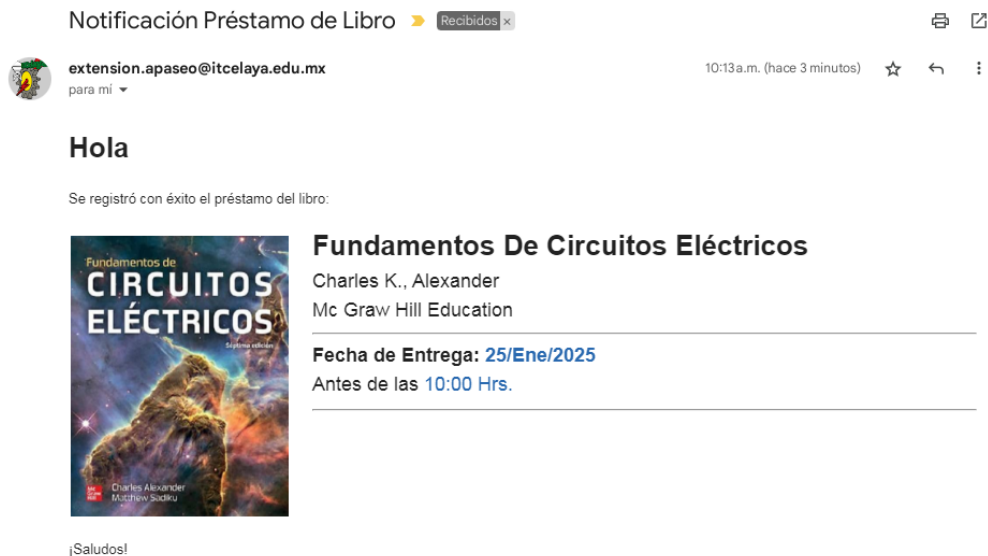 Notificación Préstamo de Libro
Recibidos ×
extension.apaseo@itcelaya.edu.mx
10:13 a.m. (hace 3 minutos)
para mí
Hola
Se registró con éxito el préstamo del libro:
Fundamentos de
CIRCUITOS
ELÉCTRICOS
Séptima edición
Mc
Graw
Hill
Charles Alexander
Matthew Sadiku
Fundamentos De Circuitos Eléctricos
Charles K., Alexander
Mc Graw Hill Education
Fecha de Entrega: 25/Ene/2025
Antes de las 10:00 Hrs.
¡Saludos!